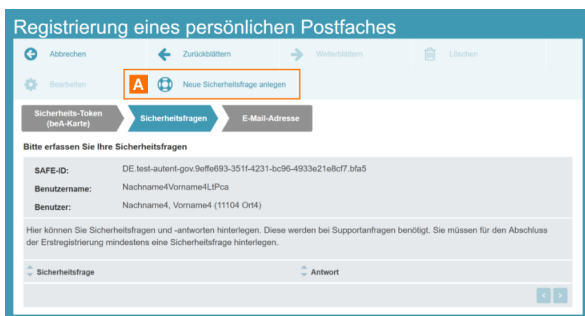 Registrierung eines persönlichen Postfaches
Abbrechen Zurückblättern Weiterblättern Löschen
Bearbeiten A Neue Sicherheitsfrage anlegen
Sicherheits-Token
(beA-Karte)
Sicherheitsfragen
E-Mail-Adresse
Bitte erfassen Sie Ihre Sicherheitsfragen
SAFE-ID: DE.test-autent-gov.9effe693-351f-4231-bc96-4933e21e8cf7.bfa5
Benutzername: Nachname4Vorname4LtPca
Benutzer: Nachname4, Vorname4 (11104 Ort4)
Hier können Sie Sicherheitsfragen und -antworten hinterlegen. Diese werden bei Supportanfragen benötigt. Sie müssen für den Abschluss
der Erstregistrierung mindestens eine Sicherheitsfrage hinterlegen.
Sicherheitsfrage Antwort